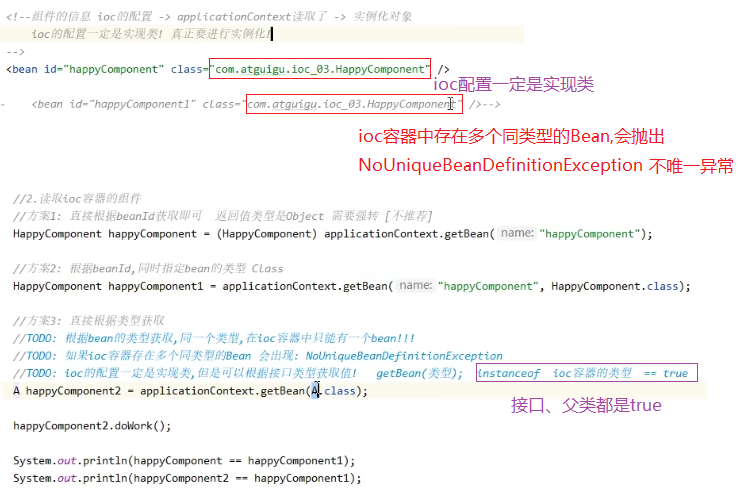 <!--组件的信息 ioc的配置 -> applicationContext读取了 -> 实例化对象
ioc的配置一定是实现类! 真正要进行实例化!
-->
<bean id="happyComponent" class="com.atguigu.ioc_03.HappyComponent" />
ioc配置一定是实现类
- <bean id="happyComponent1" class="com.atguigu.ioc_03.HappyComponent" />-->
ioc容器中存在多个同类型的Bean,会抛出
NoUniqueBeanDefinitionException 不唯一异常
//2.读取ioc容器的组件
//方案1: 直接根据beanId获取即可 返回值类型是Object 需要强转 [不推荐]
HappyComponent happyComponent = (HappyComponent) applicationContext.getBean( name: "happyComponent");
//方案2: 根据beanId,同时指定bean的类型 Class
HappyComponent happyComponent1 = applicationContext.getBean( name: "happyComponent", HappyComponent.class);
//方案3: 直接根据类型获取
//TODO: 根据bean的类型获取,同一个类型,在ioc容器中只能有一个bean!!!
//TODO: 如果ioc容器存在多个同类型的Bean 会出现: NoUniqueBeanDefinitionException
//TODO: ioc的配置一定是实现类,但是可以根据接口类型获取值! getBean(类型); instanceof ioc容器的类型 == true
A happyComponent2 = applicationContext.getBean(A.class);
接口、父类都是true
happyComponent2.doWork();
System.out.println(happyComponent == happyComponent1);
System.out.println(happyComponent2 == happyComponent1);